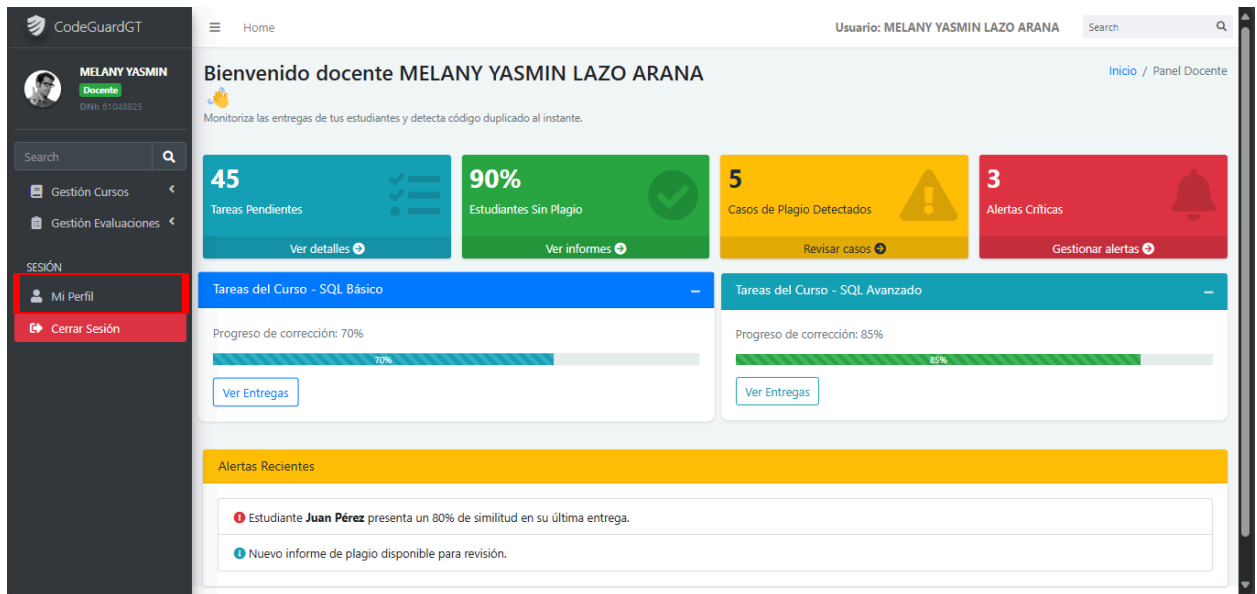 CodeGuardGT
Home
Usuario: MELANY YASMIN LAZO ARANA
Search
MELANY YASMIN
Docente
DNI: 61048825
Search
Gestión Cursos
Gestión Evaluaciones
SESIÓN
Mi Perfil
Cerrar Sesión
Bienvenido docente MELANY YASMIN LAZO ARANA
Inicio / Panel Docente
Monitoriza las entregas de tus estudiantes y detecta código duplicado al instante.
45
Tareas Pendientes
Ver detalles
90%
Estudiantes Sin Plagio
Ver informes
5
Casos de Plagio Detectados
Revisar casos
3
Alertas Críticas
Gestionar alertas
Tareas del Curso - SQL Básico
Progreso de corrección: 70%
70%
Ver Entregas
Tareas del Curso - SQL Avanzado
Progreso de corrección: 85%
85%
Ver Entregas
Alertas Recientes
Estudiante Juan Pérez presenta un 80% de similitud en su última entrega.
Nuevo informe de plagio disponible para revisión.